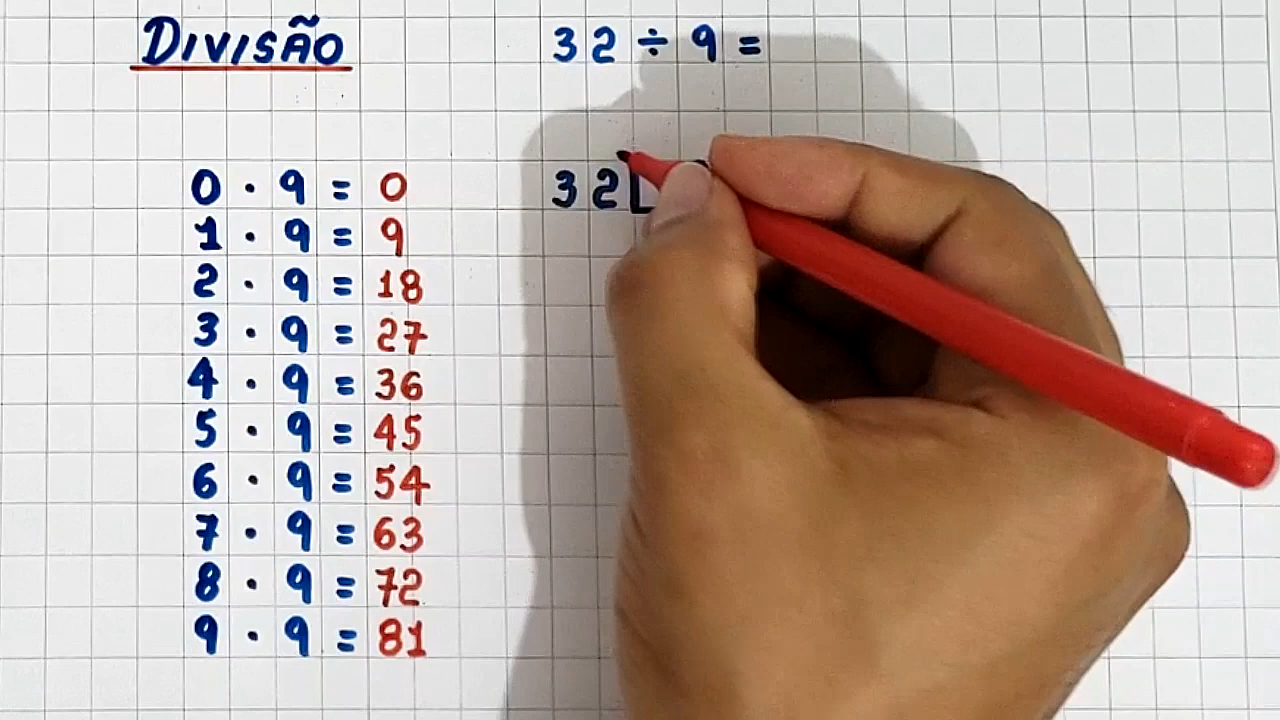 DIVISÃO
32 ÷ 9 =
0 · 9 = 0
1 · 9 = 9
2 · 9 = 18
3 · 9 = 27
4 · 9 = 36
5 · 9 = 45
6 · 9 = 54
7 · 9 = 63
8 · 9 = 72
9 · 9 = 81
32